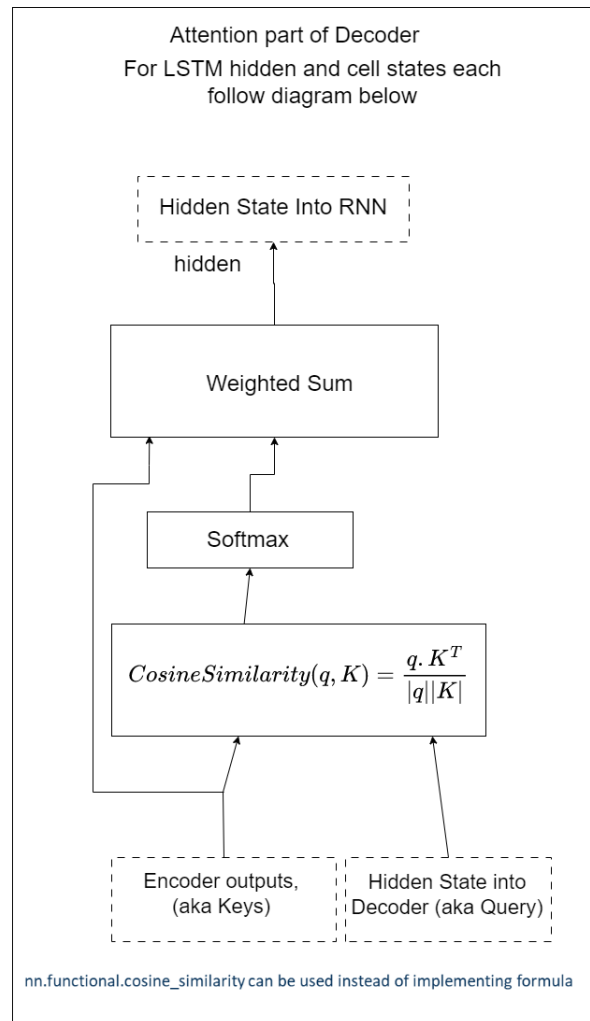 Attention part of Decoder
For LSTM hidden and cell states each
follow diagram below
Hidden State Into RNN
hidden
Weighted Sum
Softmax
CosineSimilarity(q, K) = \frac{q.K^T}{|q||K|}
Encoder outputs,
(aka Keys)
Hidden State into
Decoder (aka Query)
nn.functional.cosine_similarity can be used instead of implementing formula